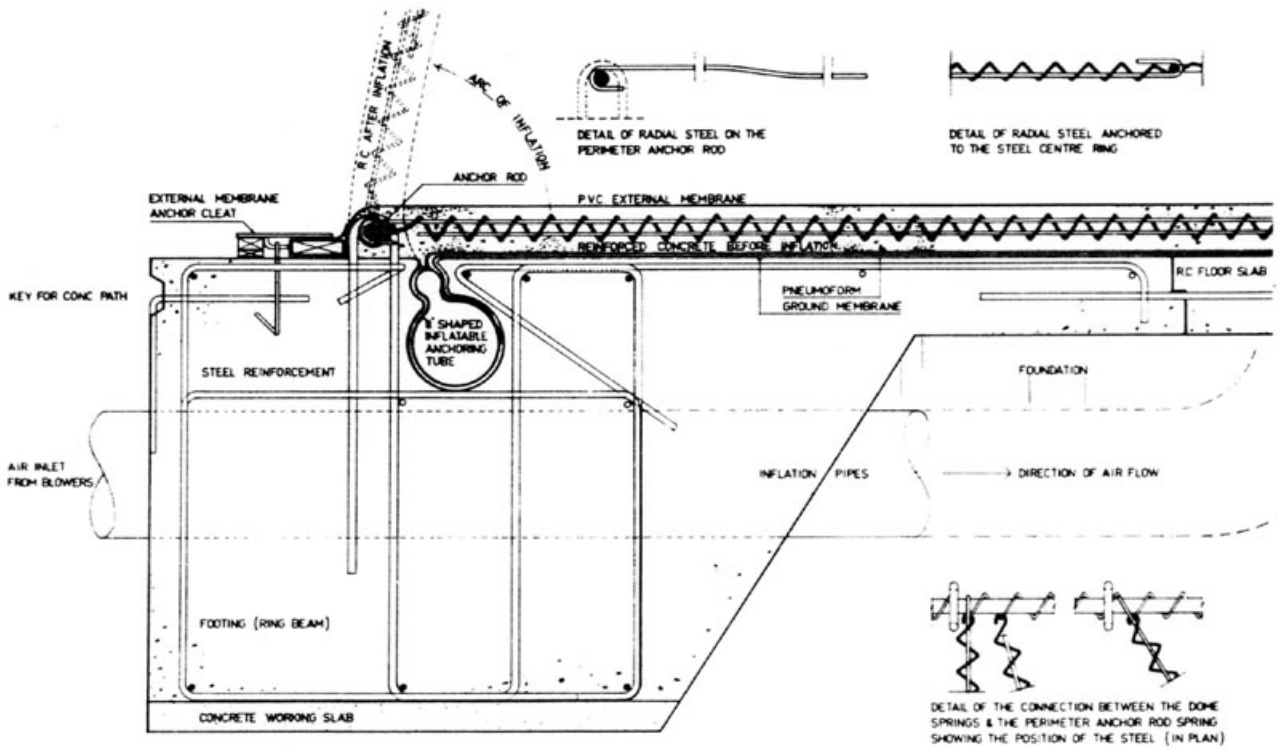 R.C AFTER INFLATION
ARC OF INFLATION
DETAIL OF RADIAL STEEL ON THE
PERIMETER ANCHOR ROD
DETAIL OF RADIAL STEEL ANCHORED
TO THE STEEL CENTRE RING
ANCHOR ROD
EXTERNAL MEMBRANE
ANCHOR CLEAT
P.V.C EXTERNAL MEMBRANE
REINFORCED CONCRETE BEFORE INFLATION
R.C FLOOR SLAB
KEY FOR CONC PATH
PNEUMOFORM
GROUND MEMBRANE
SHAPED
INFLATABLE
ANCHORING
TUBE
STEEL REINFORCEMENT
FOUNDATION
AIR INLET
FROM BLOWERS
INFLATION PIPES
DIRECTION OF AIR FLOW
FOOTING (RING BEAM)
CONCRETE WORKING SLAB
DETAIL OF THE CONNECTION BETWEEN THE DOME
SPRINGS & THE PERIMETER ANCHOR ROD SPRING
SHOWING THE POSITION OF THE STEEL (IN PLAN)